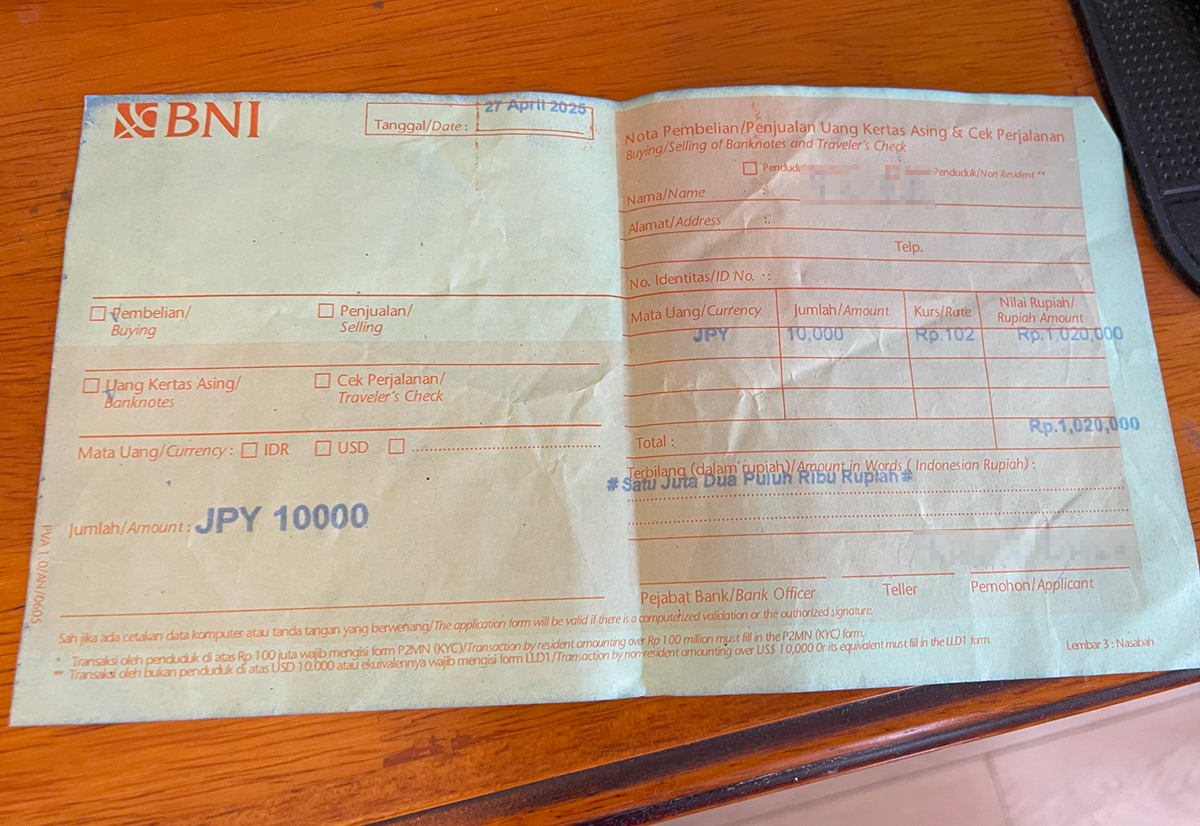 BNI
Tanggal/Date : 27 April 2025
Pembelian/
Buying
Penjualan/
Selling
Uang Kertas Asing/
Banknotes
Cek Perjalanan/
Traveler's Check
Mata Uang/Currency : IDR USD
Jumlah/Amount : JPY 10000
PVA 1.0/AN/0605
Nota Pembelian/Penjualan Uang Kertas Asing & Cek Perjalanan
Buying/Selling of Banknotes and Traveler's Check
Penduduk/Non Resident **
Nama/Name :
Alamat/Address :
Telp.
No. Identitas/ID No. :
Mata Uang/Currency Jumlah/Amount Kurs/Rate Nilai Rupiah/
Rupiah Amount
JPY 10,000 Rp.102 Rp.1,020,000
Total : Rp.1,020,000
Terbilang (dalam rupiah)/Amount in Words ( Indonesian Rupiah) :
# Satu Juta Dua Puluh Ribu Rupiah #
Pejabat Bank/Bank Officer Teller Pemohon/Applicant
Sah jika ada cetakan data komputer atau tanda tangan yang berwenang/The application form will be valid if there is a computerized validation or the authorized signature.
* Transaksi oleh penduduk di atas Rp 100 juta wajib mengisi form P2MN (KYC)/Transaction by resident amounting over Rp 100 million must fill in the P2MN (KYC) form.
** Transaksi oleh bukan penduduk di atas USD 10.000 atau ekuivalennya wajib mengisi form LLD1/Transaction by non-resident amounting over US$ 10,000 0r its equivalent must fill in the LLD1 form.
Lembar 3 : Nasabah